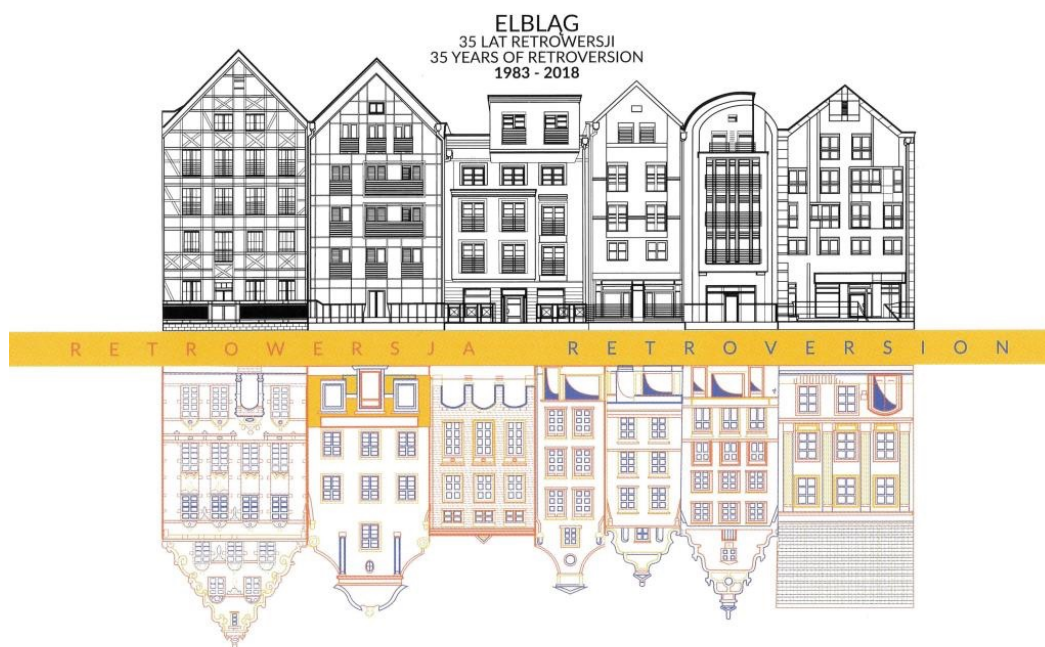 ELBLĄG
35 LAT RETROWERSJI
35 YEARS OF RETROVERSION
1983 - 2018
RETROWERSJA RETROVERSION